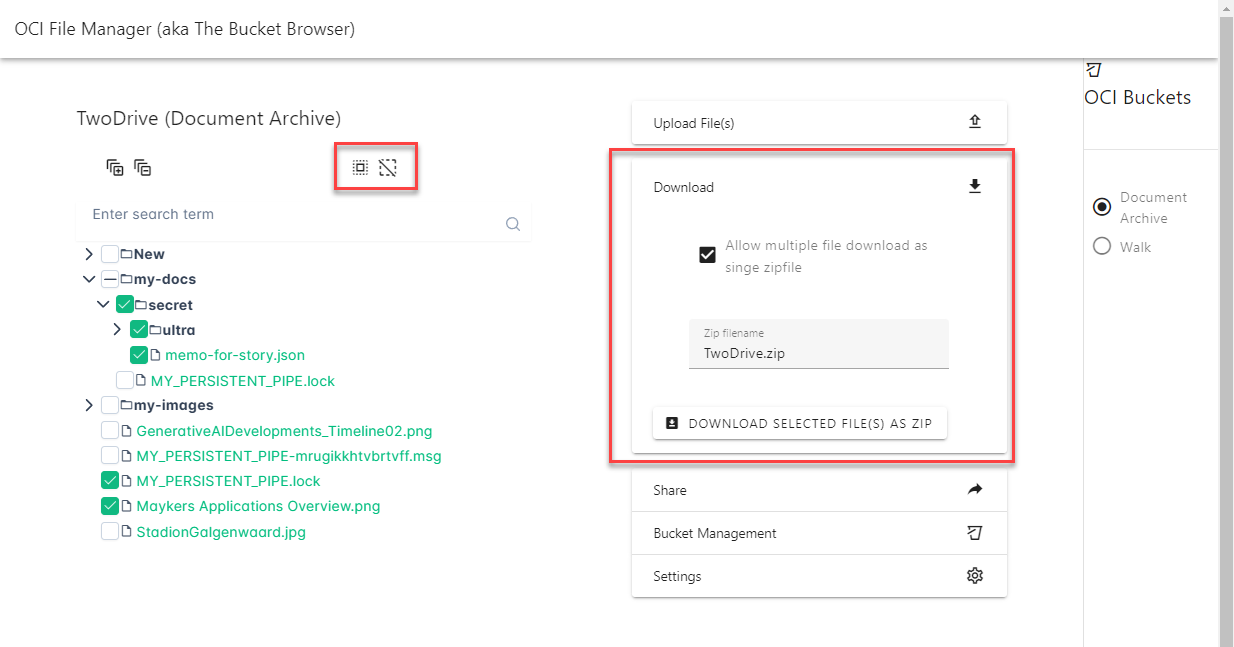 OCI File Manager (aka The Bucket Browser)
TwoDrive (Document Archive)
Enter search term
New
my-docs
secret
ultra
memo-for-story.json
MY_PERSISTENT_PIPE.lock
my-images
GenerativeAIDevelopments_Timeline02.png
MY_PERSISTENT_PIPE-mrugikkhtvbrtvff.msg
MY_PERSISTENT_PIPE.lock
Maykers Applications Overview.png
StadionGalgenwaard.jpg
Upload File(s)
Download
Allow multiple file download as
singe zipfile
Zip filename
TwoDrive.zip
DOWNLOAD SELECTED FILE(S) AS ZIP
Share
Bucket Management
Settings
OCI Buckets
Document
Archive
Walk